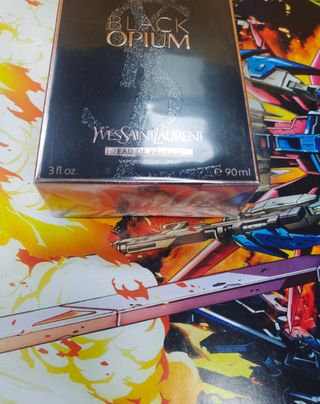 BLACK
OPIUM
YVESSAINTLAURENT
EAU DE PARFUM
VAPORISATEUR SPRAY
3 fl oz. e 90ml